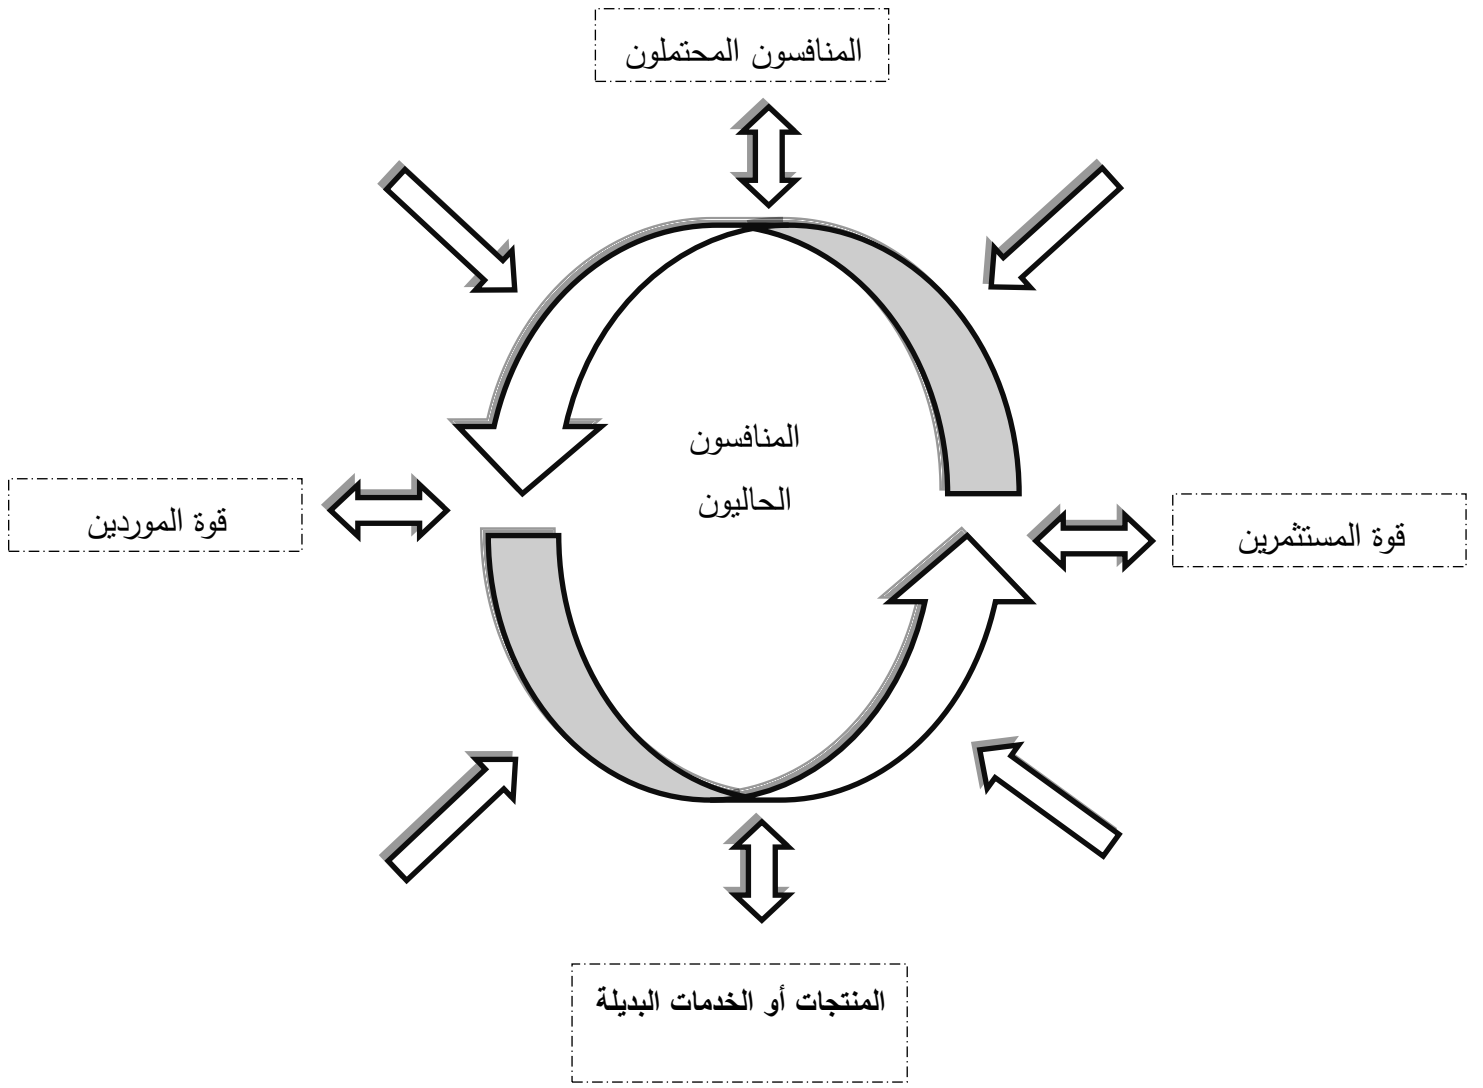 المنافسون المحتملون
المنافسون
الحاليون
قوة المستثمرين
قوة الموردين
المنتجات أو الخدمات البديلة